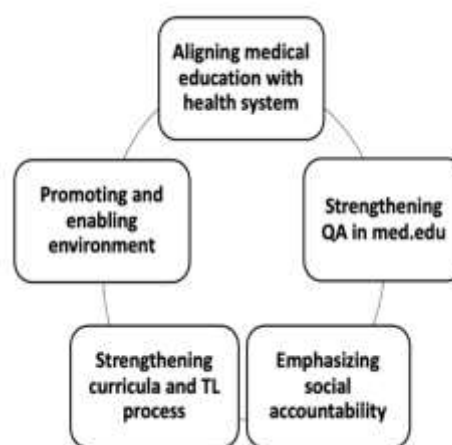 Aligning medical
education with
health system
Strengthening
QA in med.edu
Emphasizing
social
accountability
Strengthening
curricula and TL
process
Promoting and
enabling
environment